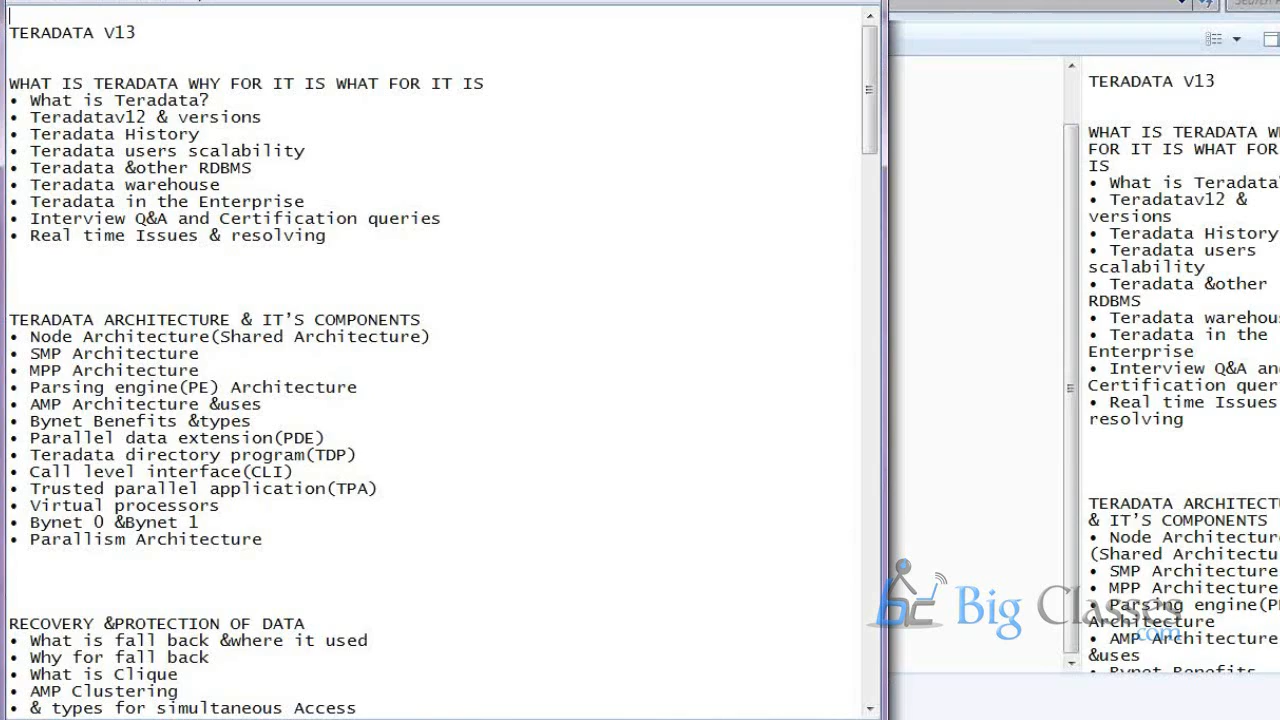 TERADATA V13
WHAT IS TERADATA WHY FOR IT IS WHAT FOR IT IS
• What is Teradata?
• Teradatav12 & versions
• Teradata History
• Teradata users scalability
• Teradata &other RDBMS
• Teradata warehouse
• Teradata in the Enterprise
• Interview Q&A and Certification queries
• Real time Issues & resolving
TERADATA ARCHITECTURE & IT'S COMPONENTS
• Node Architecture(Shared Architecture)
• SMP Architecture
• MPP Architecture
• Parsing engine(PE) Architecture
• AMP Architecture &uses
• Bynet Benefits &types
• Parallel data extension(PDE)
• Teradata directory program(TDP)
• Call level interface(CLI)
• Trusted parallel application(TPA)
• Virtual processors
• Bynet 0 &Bynet 1
• Parallism Architecture
RECOVERY &PROTECTION OF DATA
• What is fall back &where it used
• Why for fall back
• What is Clique
• AMP Clustering
• & types for simultaneous Access
TERADATA V13
WHAT IS TERADATA WH
FOR IT IS WHAT FOR
IS
• What is Teradata?
• Teradatav12 &
versions
• Teradata History
• Teradata users
scalability
• Teradata &other
RDBMS
• Teradata warehou
• Teradata in the
Enterprise
• Interview Q&A an
Certification quer
• Real time Issues
resolving
TERADATA ARCHITECTU
& IT'S COMPONENTS
• Node Architecture
(Shared Architectu
• SMP Architecture
• MPP Architecture
• Parsing engine(P
Architecture
• AMP Architecture
&uses
• Bynet Benefits
Big Classes
.com